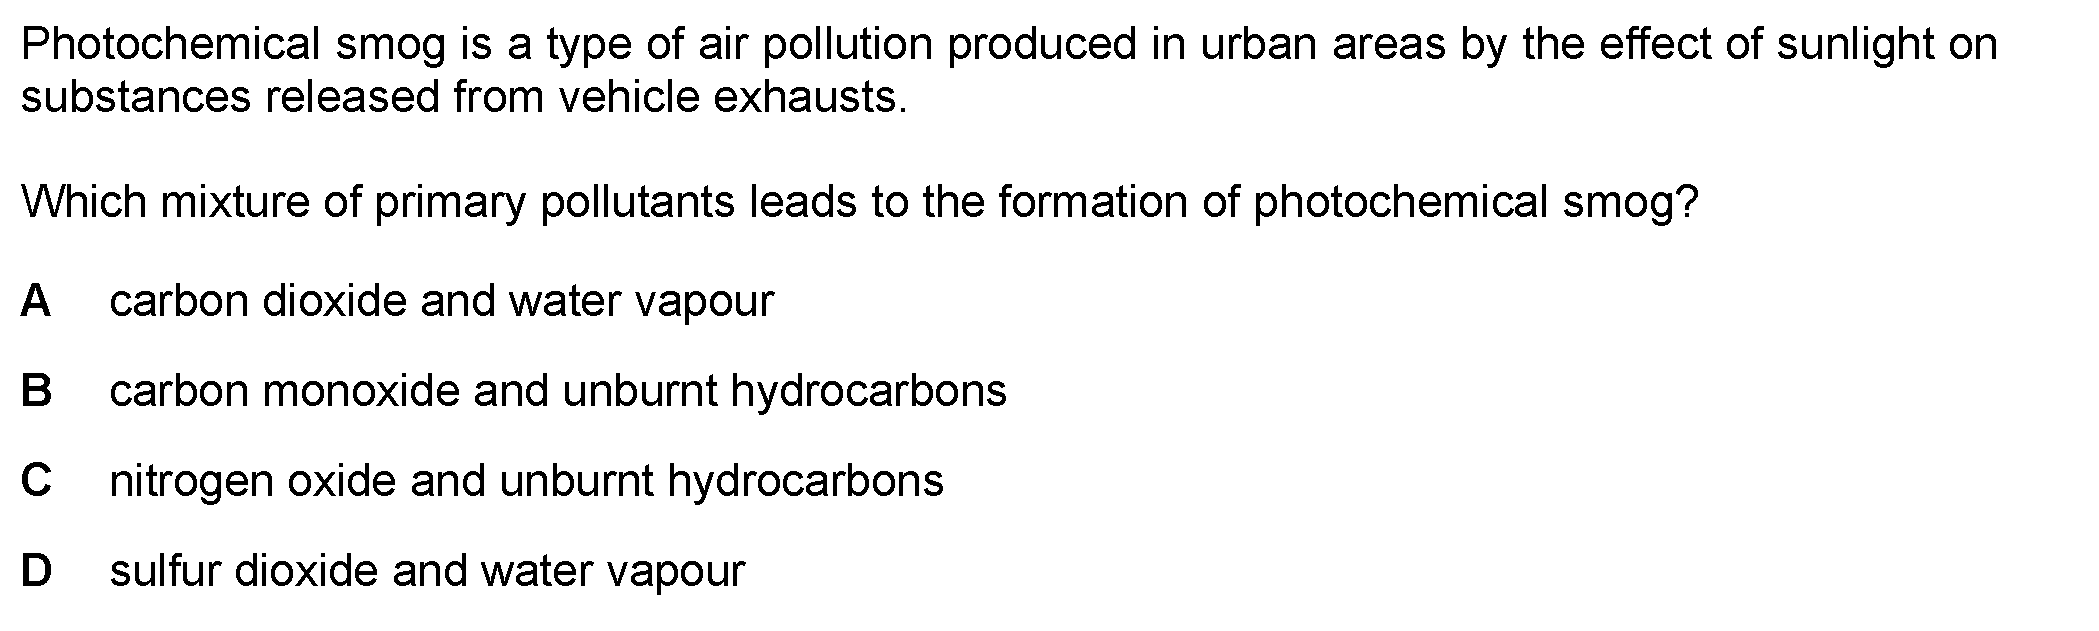 Photochemical smog is a type of air pollution produced in urban areas by the effect of sunlight on
substances released from vehicle exhausts.
Which mixture of primary pollutants leads to the formation of photochemical smog?
A carbon dioxide and water vapour
B carbon monoxide and unburnt hydrocarbons
C nitrogen oxide and unburnt hydrocarbons
D sulfur dioxide and water vapour